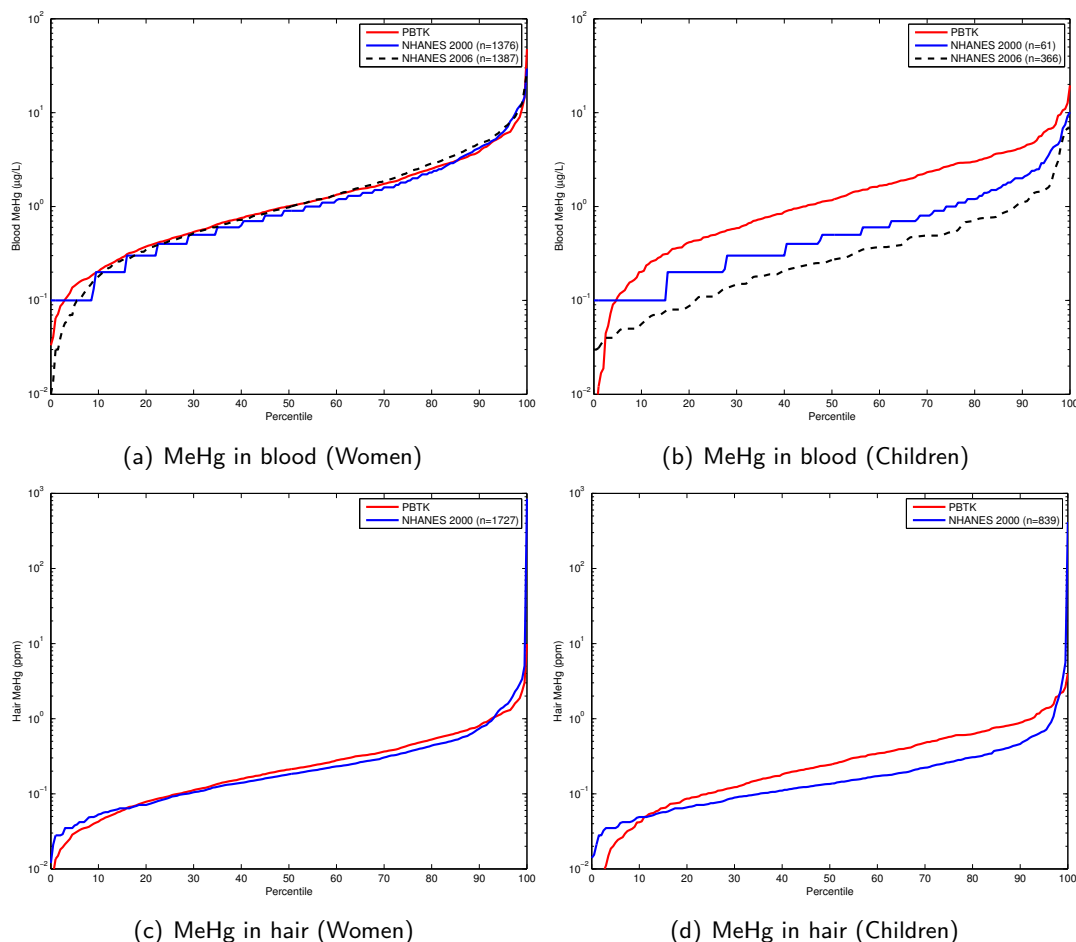 PBTK
NHANES 2000 (n=1376)
NHANES 2006 (n=1387)
10^2
10^1
10^0
10^−1
10^−2
Blood MeHg (µg/L)
0 10 20 30 40 50 60 70 80 90 100
Percentile
(a) MeHg in blood (Women)
PBTK
NHANES 2000 (n=61)
NHANES 2006 (n=366)
10^2
10^1
10^0
10^−1
10^−2
Blood MeHg (µg/L)
0 10 20 30 40 50 60 70 80 90 100
Percentile
(b) MeHg in blood (Children)
PBTK
NHANES 2000 (n=1727)
10^3
10^2
10^1
10^0
10^−1
10^−2
Hair MeHg (ppm)
0 10 20 30 40 50 60 70 80 90 100
Percentile
(c) MeHg in hair (Women)
PBTK
NHANES 2000 (n=839)
10^3
10^2
10^1
10^0
10^−1
10^−2
Hair MeHg (ppm)
0 10 20 30 40 50 60 70 80 90 100
Percentile
(d) MeHg in hair (Children)